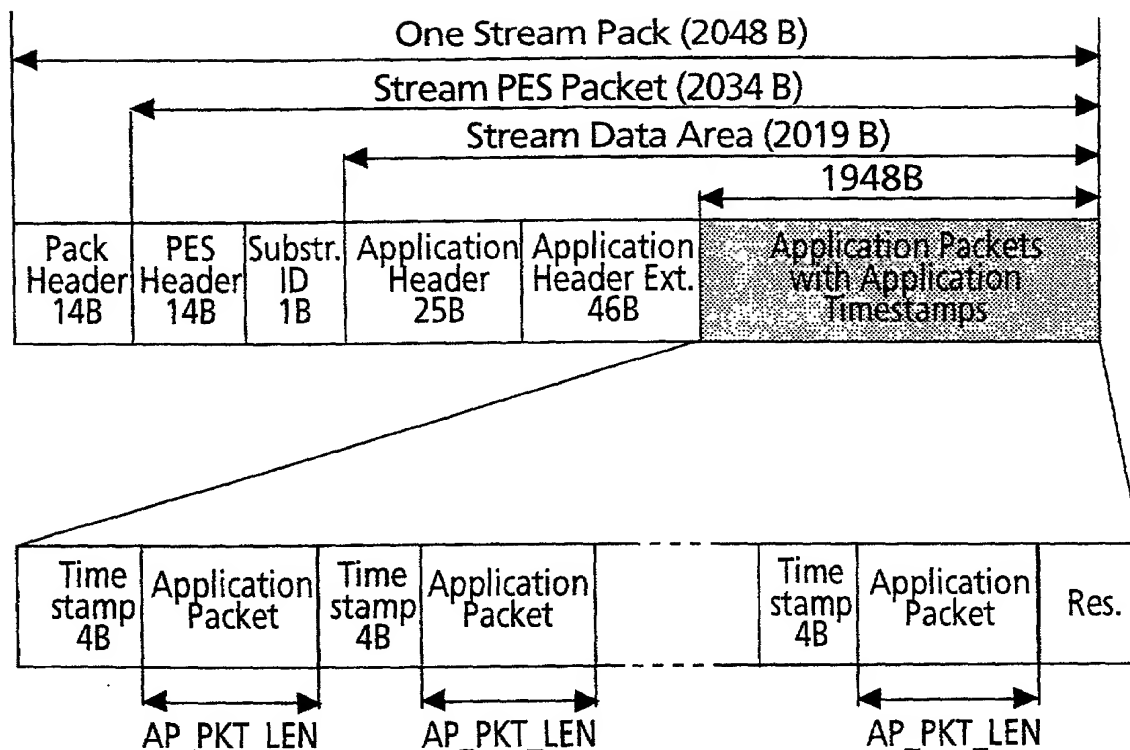 One Stream Pack (2048 B)
Stream PES Packet (2034 B)
Stream Data Area (2019 B)
1948B
Pack
Header
14B
PES
Header
14B
Substr.
ID
1B
Application
Header
25B
Application
Header Ext.
46B
Application Packets
with Application
Timestamps
Time
stamp
4B
Application
Packet
Time
stamp
4B
Application
Packet
Time
stamp
4B
Application
Packet
Res.
AP_PKT_LEN
AP_PKT_LEN
AP_PKT_LEN